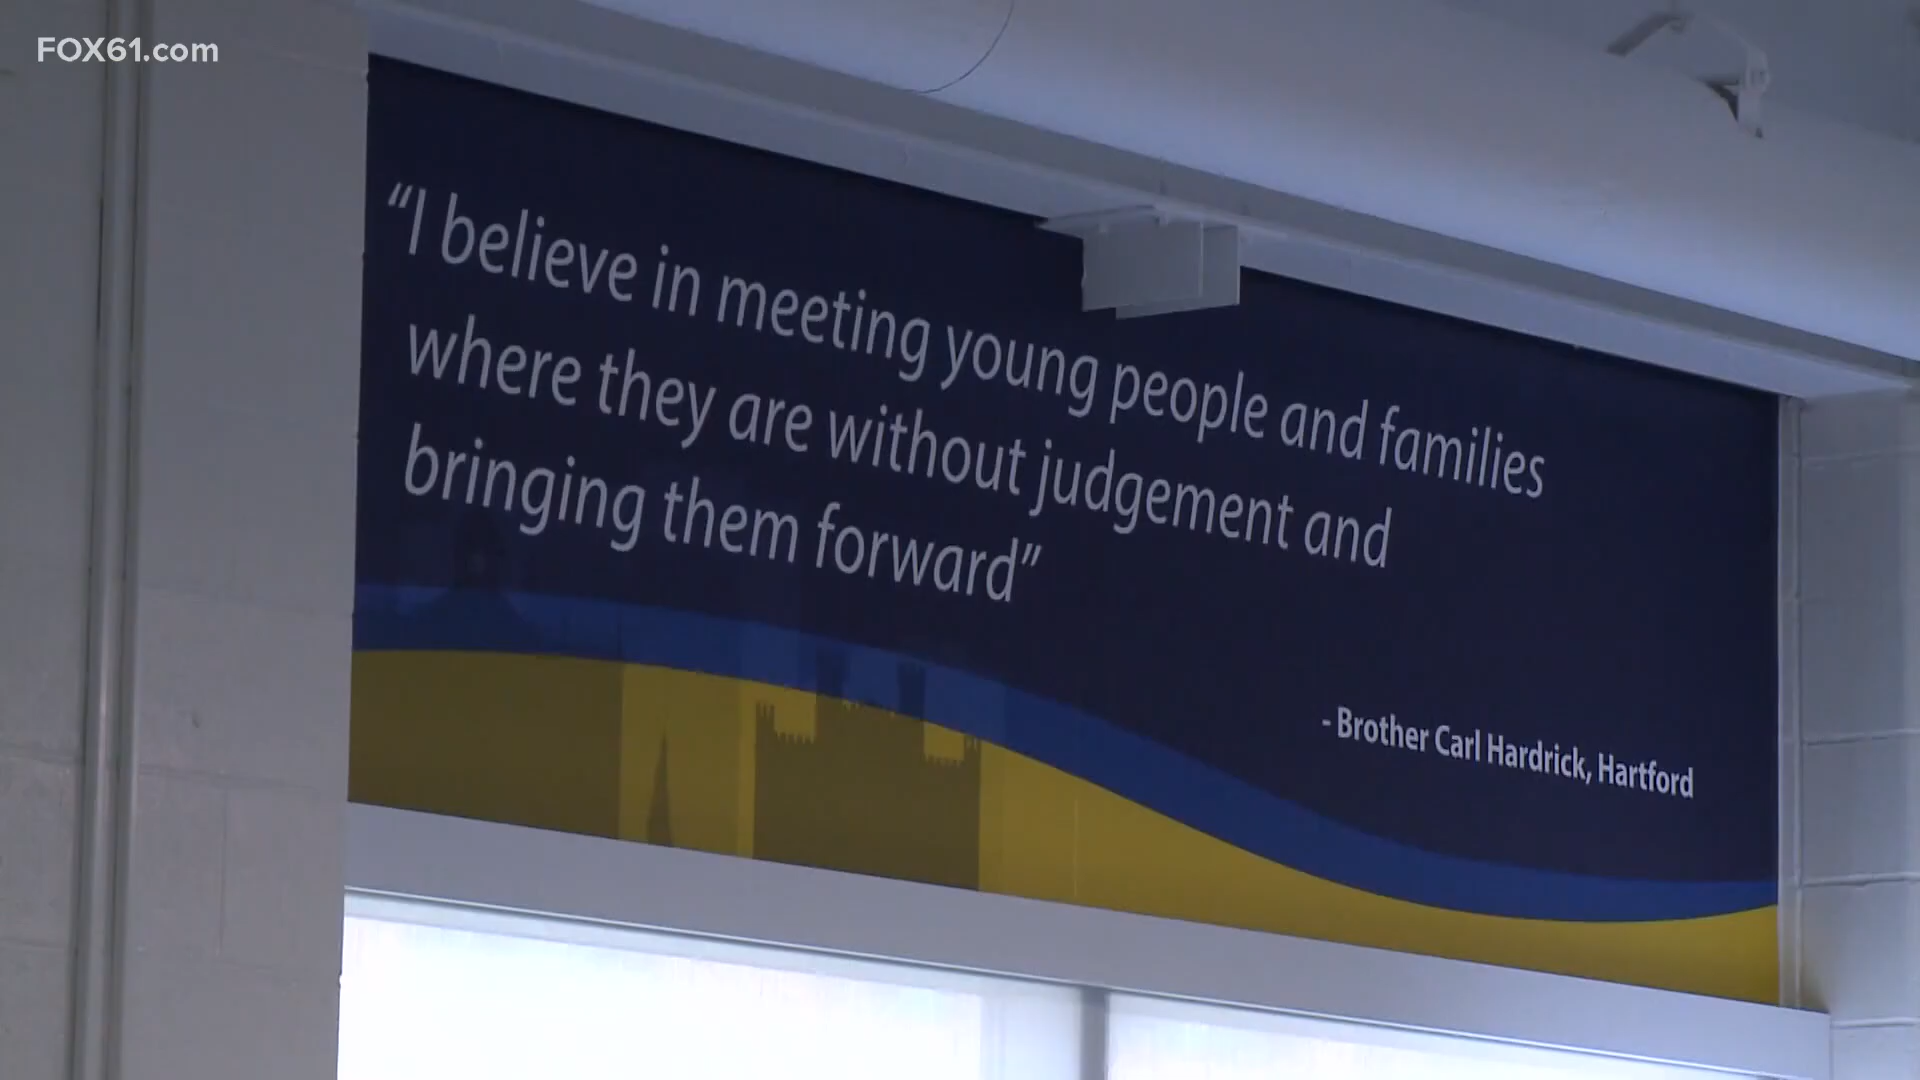 FOX61.com
“I believe in meeting young people and families
where they are without judgement and
bringing them forward”
- Brother Carl Hardrick, Hartford